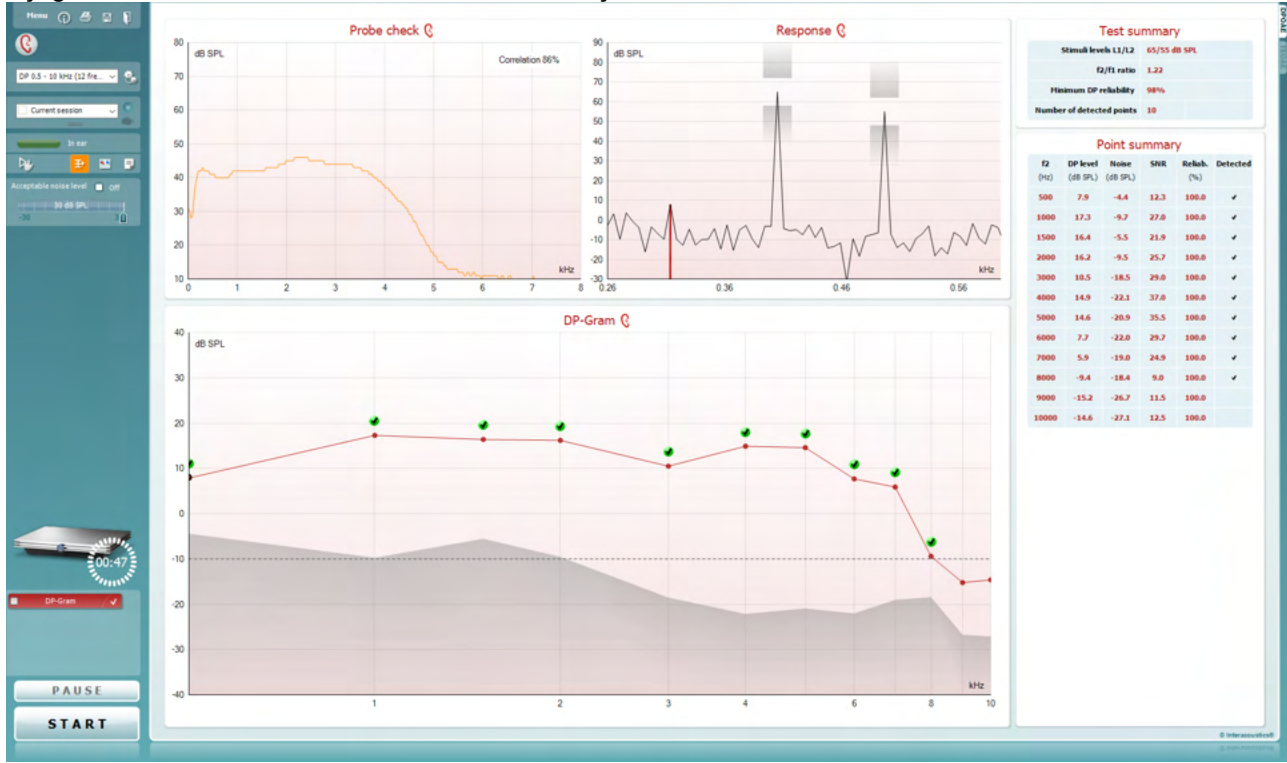 Menu
DP 0.5 - 10 kHz (12 fre...
Current session
In ear
Acceptable noise level Off
30 dB SPL
-30
DP-Gram
00:47
PAUSE
START
Probe check
80 dB SPL
Correlation 86%
70
60
50
40
30
20
10
kHz
0 1 2 3 4 5 6 7 8
Response
90 dB SPL
80
70
60
50
40
30
20
10
0
-10
-20
-30
kHz
0.26 0.36 0.46 0.56
DP-Gram
40
dB SPL
30
20
10
0
-10
-20
-30
-40
kHz
1 2 3 4 6 8 10
Test summary
Stimuli levels L1/L2 65/55 dB SPL
f2/f1 ratio 1.22
Minimum DP reliability 98%
Number of detected points 10
Point summary
f2 DP level Noise SNR Reliab. Detected
(Hz) (dB SPL) (dB SPL) (%)
500 7.9 -4.4 12.3 100.0 ✓
1000 17.3 -9.7 27.0 100.0 ✓
1500 16.4 -5.5 21.9 100.0 ✓
2000 16.2 -9.5 25.7 100.0 ✓
3000 10.5 -18.5 29.0 100.0 ✓
4000 14.9 -22.1 37.0 100.0 ✓
5000 14.6 -20.9 35.5 100.0 ✓
6000 7.7 -22.0 29.7 100.0 ✓
7000 5.9 -19.0 24.9 100.0 ✓
8000 -9.4 -18.4 9.0 100.0 ✓
9000 -15.2 -26.7 11.5 100.0
10000 -14.6 -27.1 12.5 100.0
DPOAE
© Interacoustics®